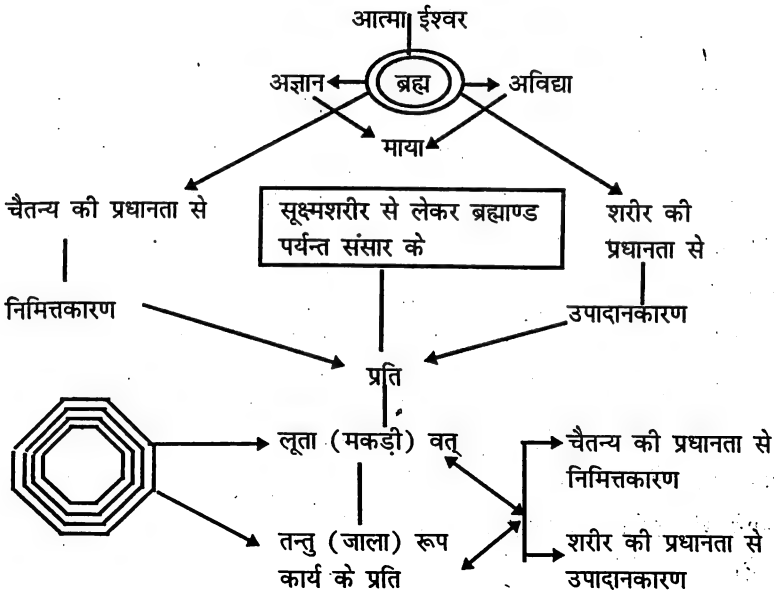 आत्मा ईश्वर
अज्ञान ब्रह्म अविद्या
माया
चैतन्य की प्रधानता से
सूक्ष्मशरीर से लेकर ब्रह्माण्ड
पर्यन्त संसार के
शरीर की
प्रधानता से
निमित्तकारण
उपादानकारण
प्रति
लूता (मकड़ी) वत्
चैतन्य की प्रधानता से
निमित्तकारण
तन्तु (जाला) रूप
कार्य के प्रति
शरीर की प्रधानता से
उपादानकारण